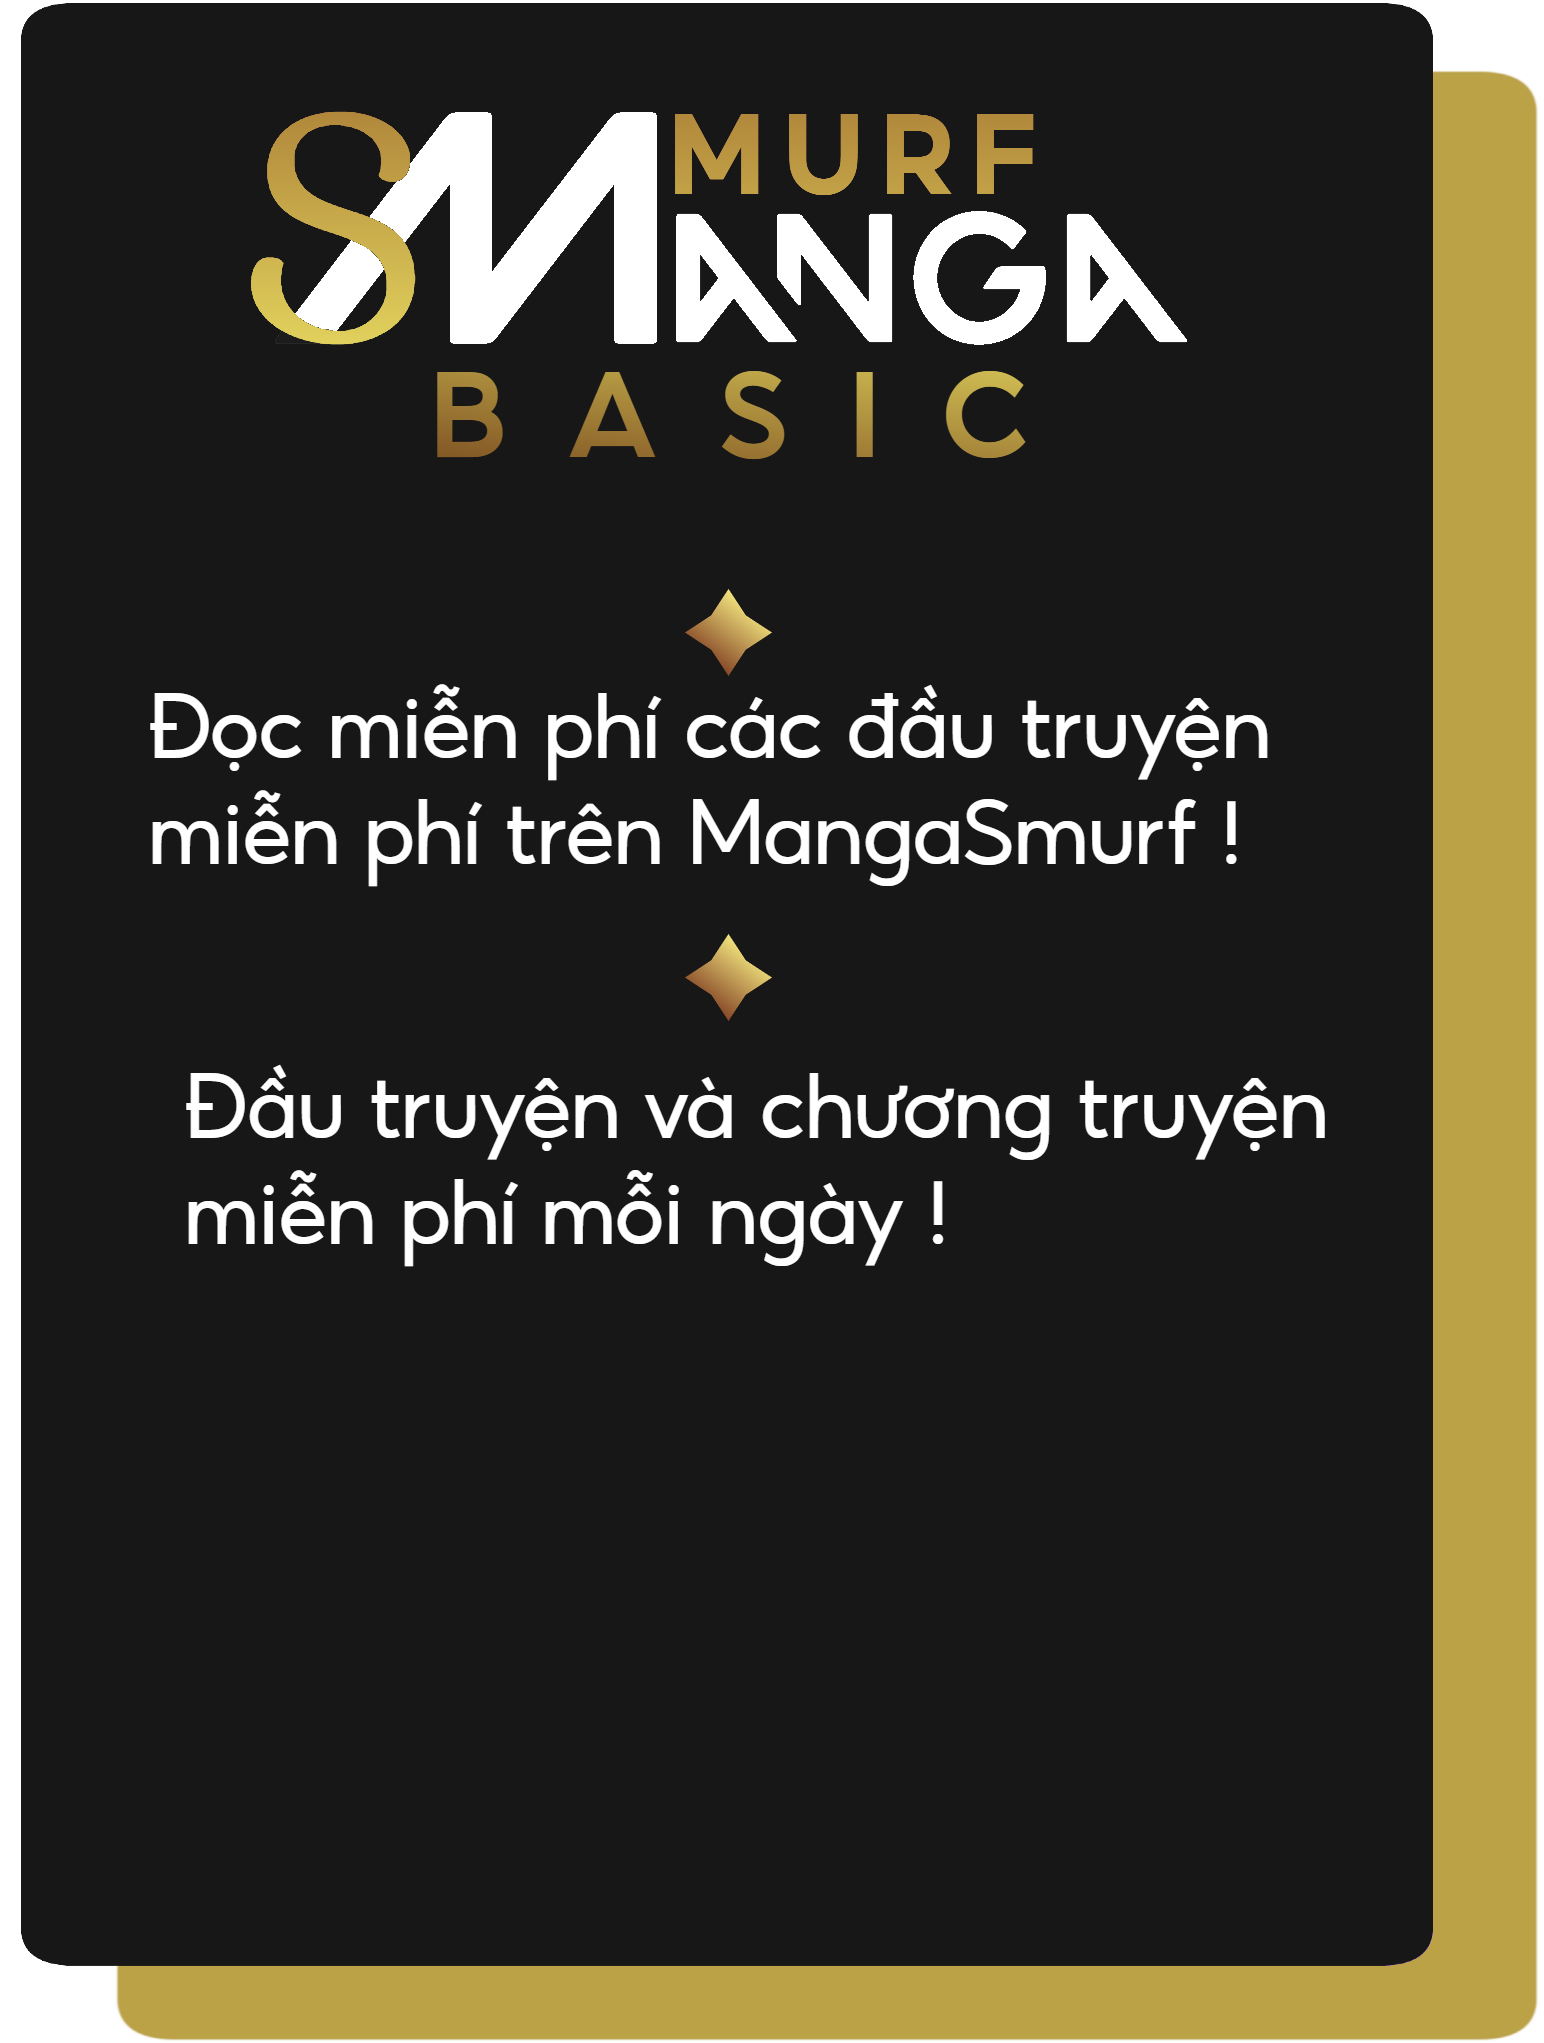 SMURF
MANGA
BASIC
Đọc miễn phí các đầu truyện
miễn phí trên MangaSmurf !
Đầu truyện và chương truyện
miễn phí mỗi ngày !